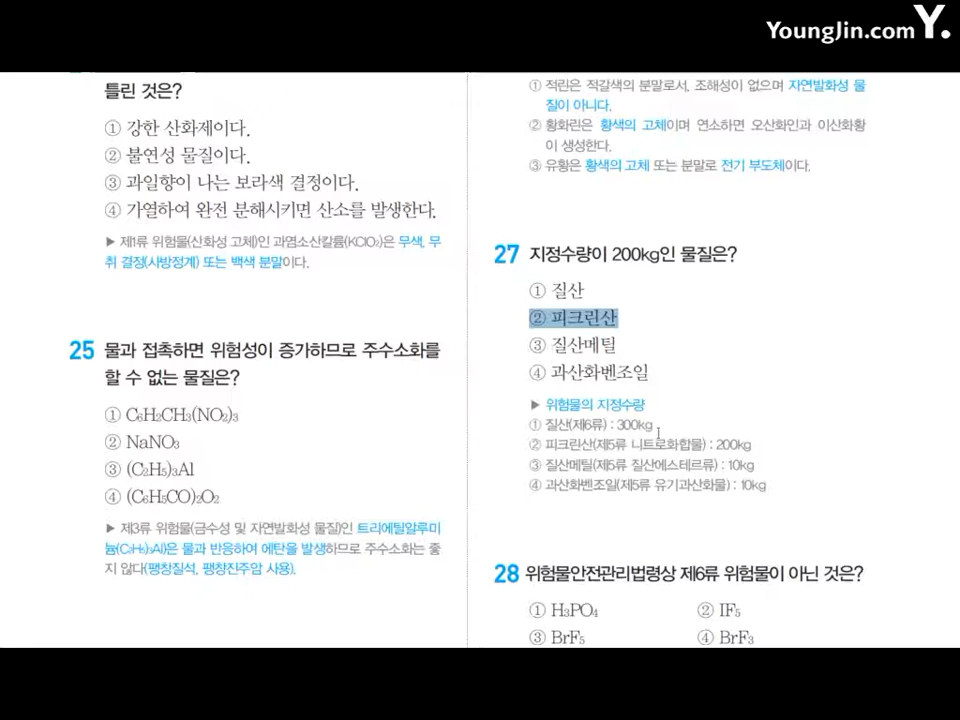 YoungJin.com Y.
틀린 것은?
① 강한 산화제이다.
② 불연성 물질이다.
③ 과일향이 나는 보라색 결정이다.
④ 가열하여 완전 분해시키면 산소를 발생한다.
▶ 제1류 위험물(산화성 고체)인 과염소산칼륨(KClO₂)은 무색, 무
취 결정(사방정계) 또는 백색 분말이다.
25 물과 접촉하면 위험성이 증가하므로 주수소화를
할 수 없는 물질은?
① C₆H₂CH₃(NO₂)₃
② NaNO₃
③ (C₂H₅)₃Al
④ (C₆H₅CO)₂O₂
▶ 제3류 위험물(금수성 및 자연발화성 물질)인 트리에틸알루미
늄(C₂H₅)₃Al)은 물과 반응하여 에탄을 발생하므로 주수소화는 좋
지 않다(팽창질석, 팽창진주암 사용).
① 적린은 적갈색의 분말로서, 조해성이 없으며 자연발화성 물
질이 아니다.
② 황화린은 황색의 고체이며 연소하면 오산화인과 이산화황
이 생성한다.
③ 유황은 황색의 고체 또는 분말로 전기 부도체이다.
27 지정수량이 200kg인 물질은?
① 질산
② 피크린산
③ 질산메틸
④ 과산화벤조일
▶ 위험물의 지정수량
① 질산(제6류) : 300kg
② 피크린산(제5류 니트로화합물) : 200kg
③ 질산메틸(제5류 질산에스테르류) : 10kg
④ 과산화벤조일(제5류 유기과산화물) : 10kg
28 위험물안전관리법령상 제6류 위험물이 아닌 것은?
① H₃PO₄ ② IF₅
③ BrF₅ ④ BrF₃